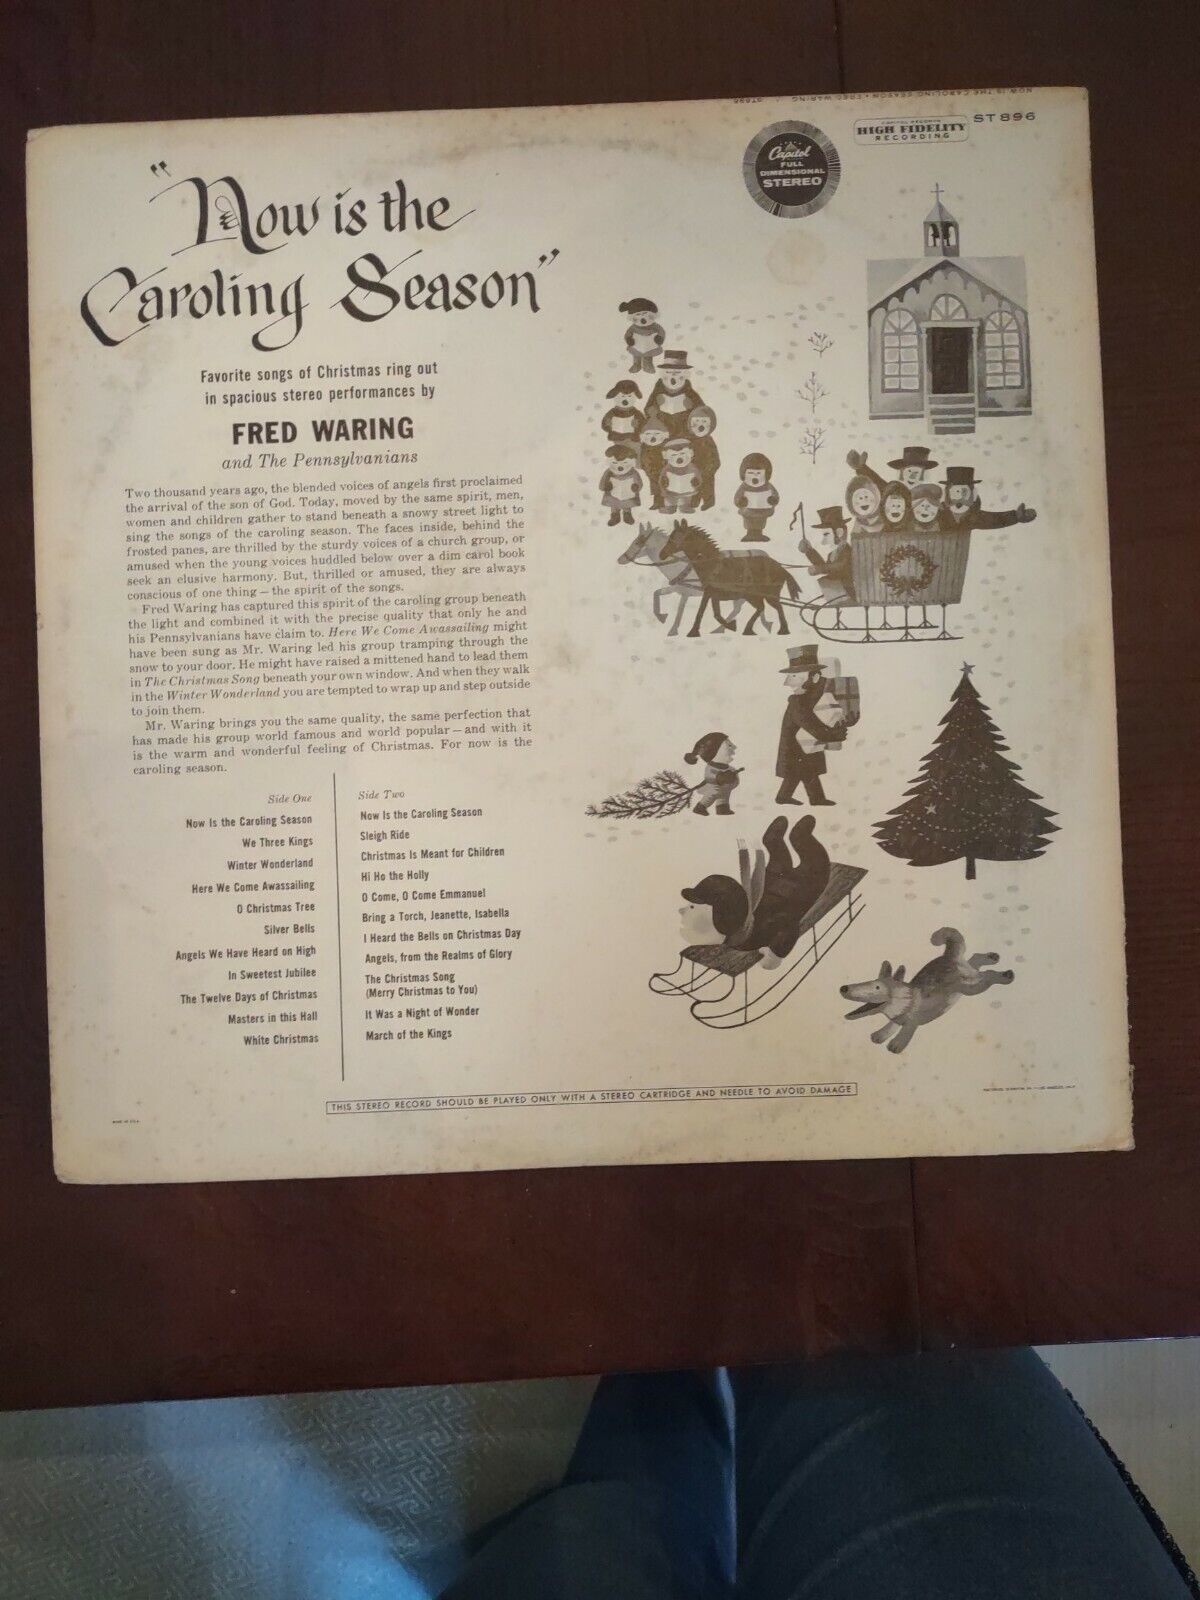 NOW IS THE CAROLING SEASON • FRED WARING / ST896
CAPITOL RECORDS
HIGH FIDELITY
RECORDING
ST 896
Capitol
FULL
DIMENSIONAL
STEREO
"Now is the
Caroling Season"
Favorite songs of Christmas ring out
in spacious stereo performances by
FRED WARING
and The Pennsylvanians
Two thousand years ago, the blended voices of angels first proclaimed
the arrival of the son of God. Today, moved by the same spirit, men,
women and children gather to stand beneath a snowy street light to
sing the songs of the caroling season. The faces inside, behind the
frosted panes, are thrilled by the sturdy voices of a church group, or
amused when the young voices huddled below over a dim carol book
seek an elusive harmony. But, thrilled or amused, they are always
conscious of one thing — the spirit of the songs.
Fred Waring has captured this spirit of the caroling group beneath
the light and combined it with the precise quality that only he and
his Pennsylvanians have claim to. Here We Come Awassailing might
have been sung as Mr. Waring led his group tramping through the
snow to your door. He might have raised a mittened hand to lead them
in The Christmas Song beneath your own window. And when they walk
in the Winter Wonderland you are tempted to wrap up and step outside
to join them.
Mr. Waring brings you the same quality, the same perfection that
has made his group world famous and world popular — and with it
is the warm and wonderful feeling of Christmas. For now is the
caroling season.
Side One
Now Is the Caroling Season
We Three Kings
Winter Wonderland
Here We Come Awassailing
O Christmas Tree
Silver Bells
Angels We Have Heard on High
In Sweetest Jubilee
The Twelve Days of Christmas
Masters in this Hall
White Christmas
Side Two
Now Is the Caroling Season
Sleigh Ride
Christmas Is Meant for Children
Hi Ho the Holly
O Come, O Come Emmanuel
Bring a Torch, Jeanette, Isabella
I Heard the Bells on Christmas Day
Angels, from the Realms of Glory
The Christmas Song
(Merry Christmas to You)
It Was a Night of Wonder
March of the Kings
THIS STEREO RECORD SHOULD BE PLAYED ONLY WITH A STEREO CARTRIDGE AND NEEDLE TO AVOID DAMAGE